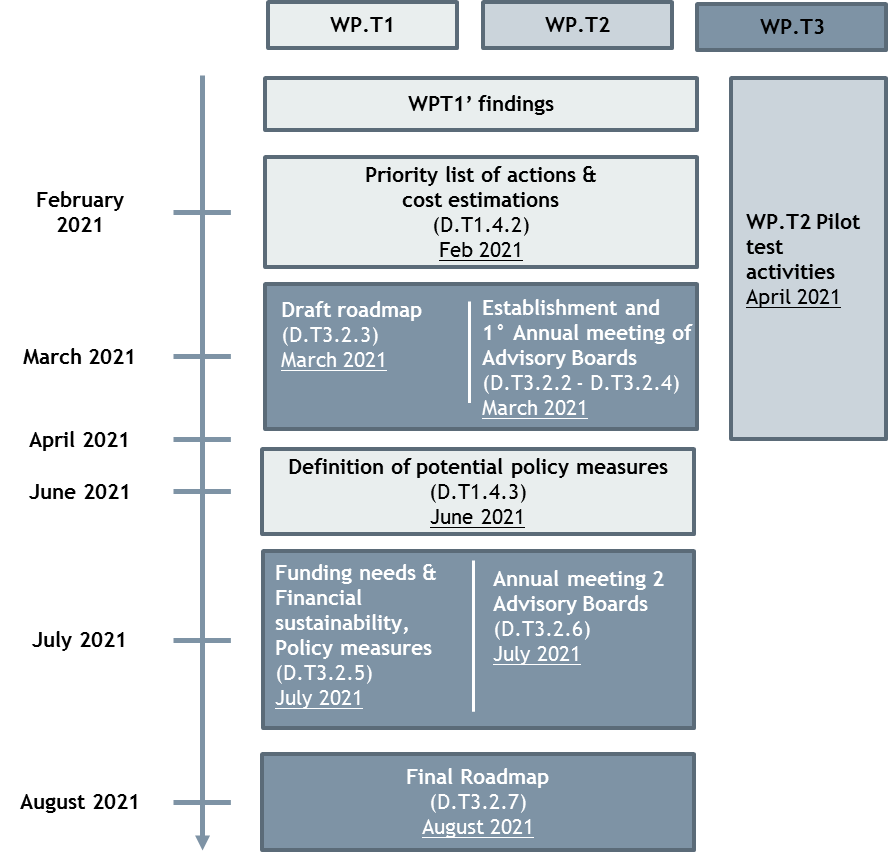 WP.T1
WP.T2
WP.T3
WPT1’ findings
February
2021
Priority list of actions &
cost estimations
(D.T1.4.2)
Feb 2021
WP.T2 Pilot
test
activities
April 2021
March 2021
Draft roadmap
(D.T3.2.3)
March 2021
Establishment and
1° Annual meeting of
Advisory Boards
(D.T3.2.2 - D.T3.2.4)
March 2021
April 2021
June 2021
Definition of potential policy measures
(D.T1.4.3)
June 2021
July 2021
Funding needs &
Financial
sustainability,
Policy measures
(D.T3.2.5)
July 2021
Annual meeting 2
Advisory Boards
(D.T3.2.6)
July 2021
August 2021
Final Roadmap
(D.T3.2.7)
August 2021